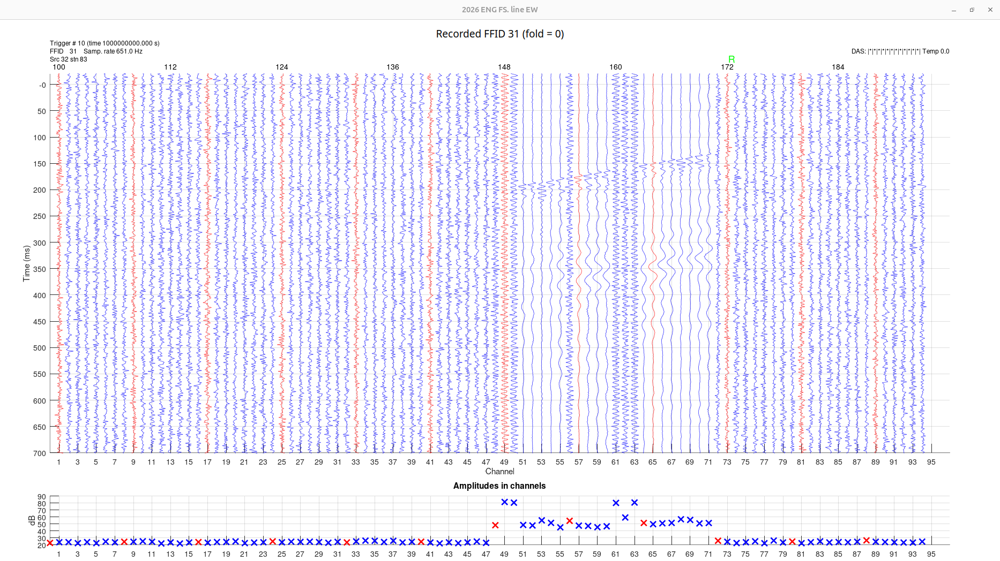 2026 ENG FS. line EW
Recorded FFID 31 (fold = 0)
Trigger # 10 (time 1000000000.000 s)
FFID 31 Samp. rate 651.0 Hz
DAS: |*|*|*|*|*|*|*|*|*|*|*| Temp 0.0
Src 32 stn 83
R
100 112 124 136 148 160 172 184
-0
50
100
150
200
250
300
350
400
450
500
550
600
650
700
Time (ms)
1 3 5 7 9 11 13 15 17 19 21 23 25 27 29 31 33 35 37 39 41 43 45 47 49 51 53 55 57 59 61 63 65 67 69 71 73 75 77 79 81 83 85 87 89 91 93 95
Channel
Amplitudes in channels
90
80
70
60
50
40
30
20
dB
1 3 5 7 9 11 13 15 17 19 21 23 25 27 29 31 33 35 37 39 41 43 45 47 49 51 53 55 57 59 61 63 65 67 69 71 73 75 77 79 81 83 85 87 89 91 93 95